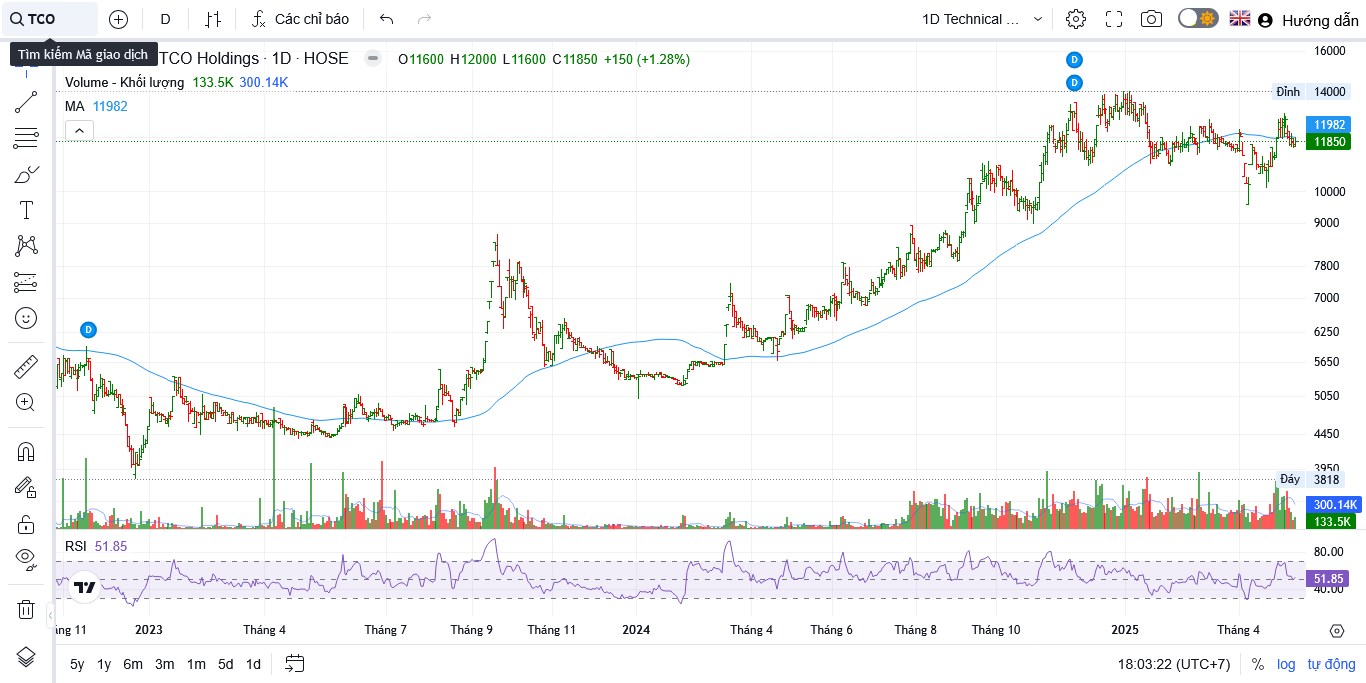 TCO
D
Các chỉ báo
1D Technical ...
Hướng dẫn
Tìm kiếm Mã giao dịch
TCO Holdings · 1D · HOSE
O11600 H12000 L11600 C11850 +150 (+1.28%)
Volume - Khối lượng 133.5K 300.14K
MA 11982
D
D
D
16000
Đỉnh 14000
11982
11850
10000
9000
7800
7000
6250
5650
5050
4450
3950
Đáy 3818
300.14K
133.5K
RSI 51.85
80.00
51.85
40.00
ng 11 2023 Tháng 4 Tháng 7 Tháng 9 Tháng 11 2024 Tháng 4 Tháng 6 Tháng 8 Tháng 10 2025 Tháng 4
5y 1y 6m 3m 1m 5d 1d
18:03:22 (UTC+7) % log tự động